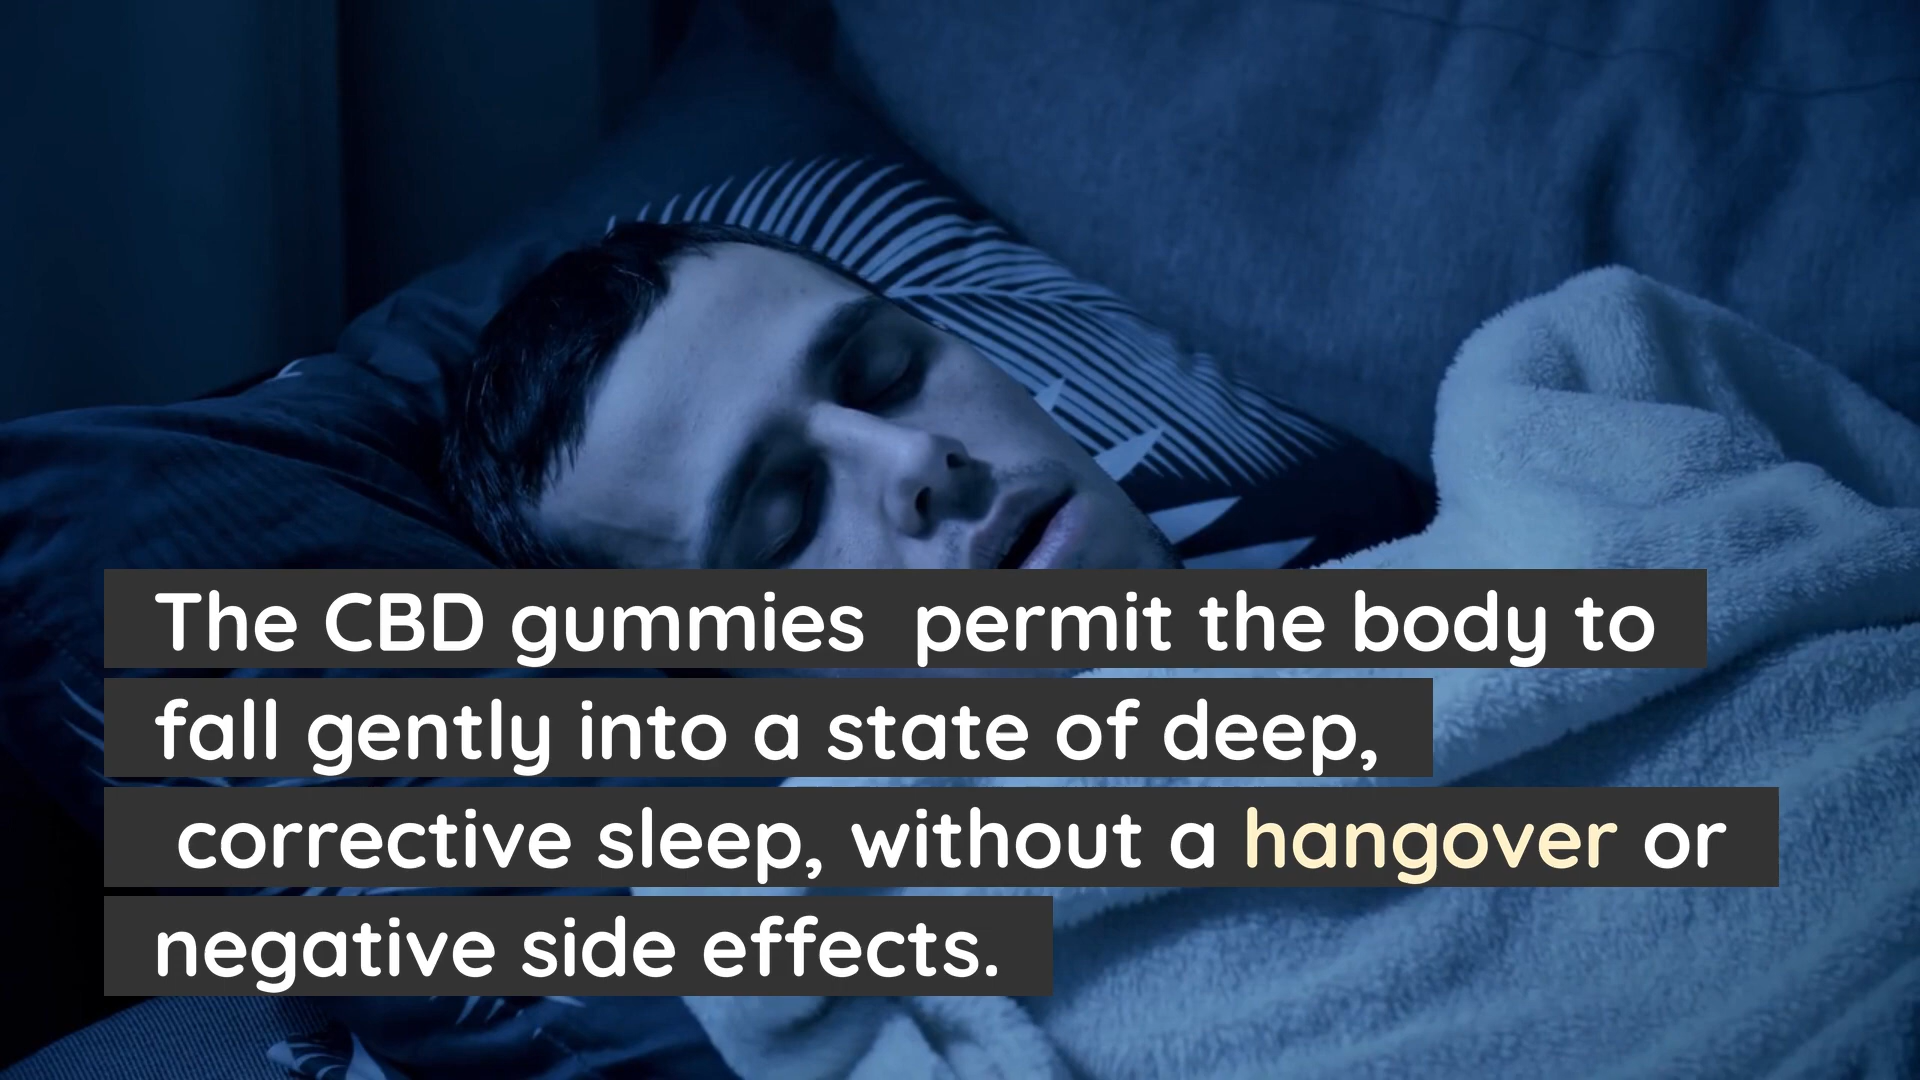 The CBD gummies  permit the body to
fall gently into a state of deep,
corrective sleep, without a hangover or
negative side effects.